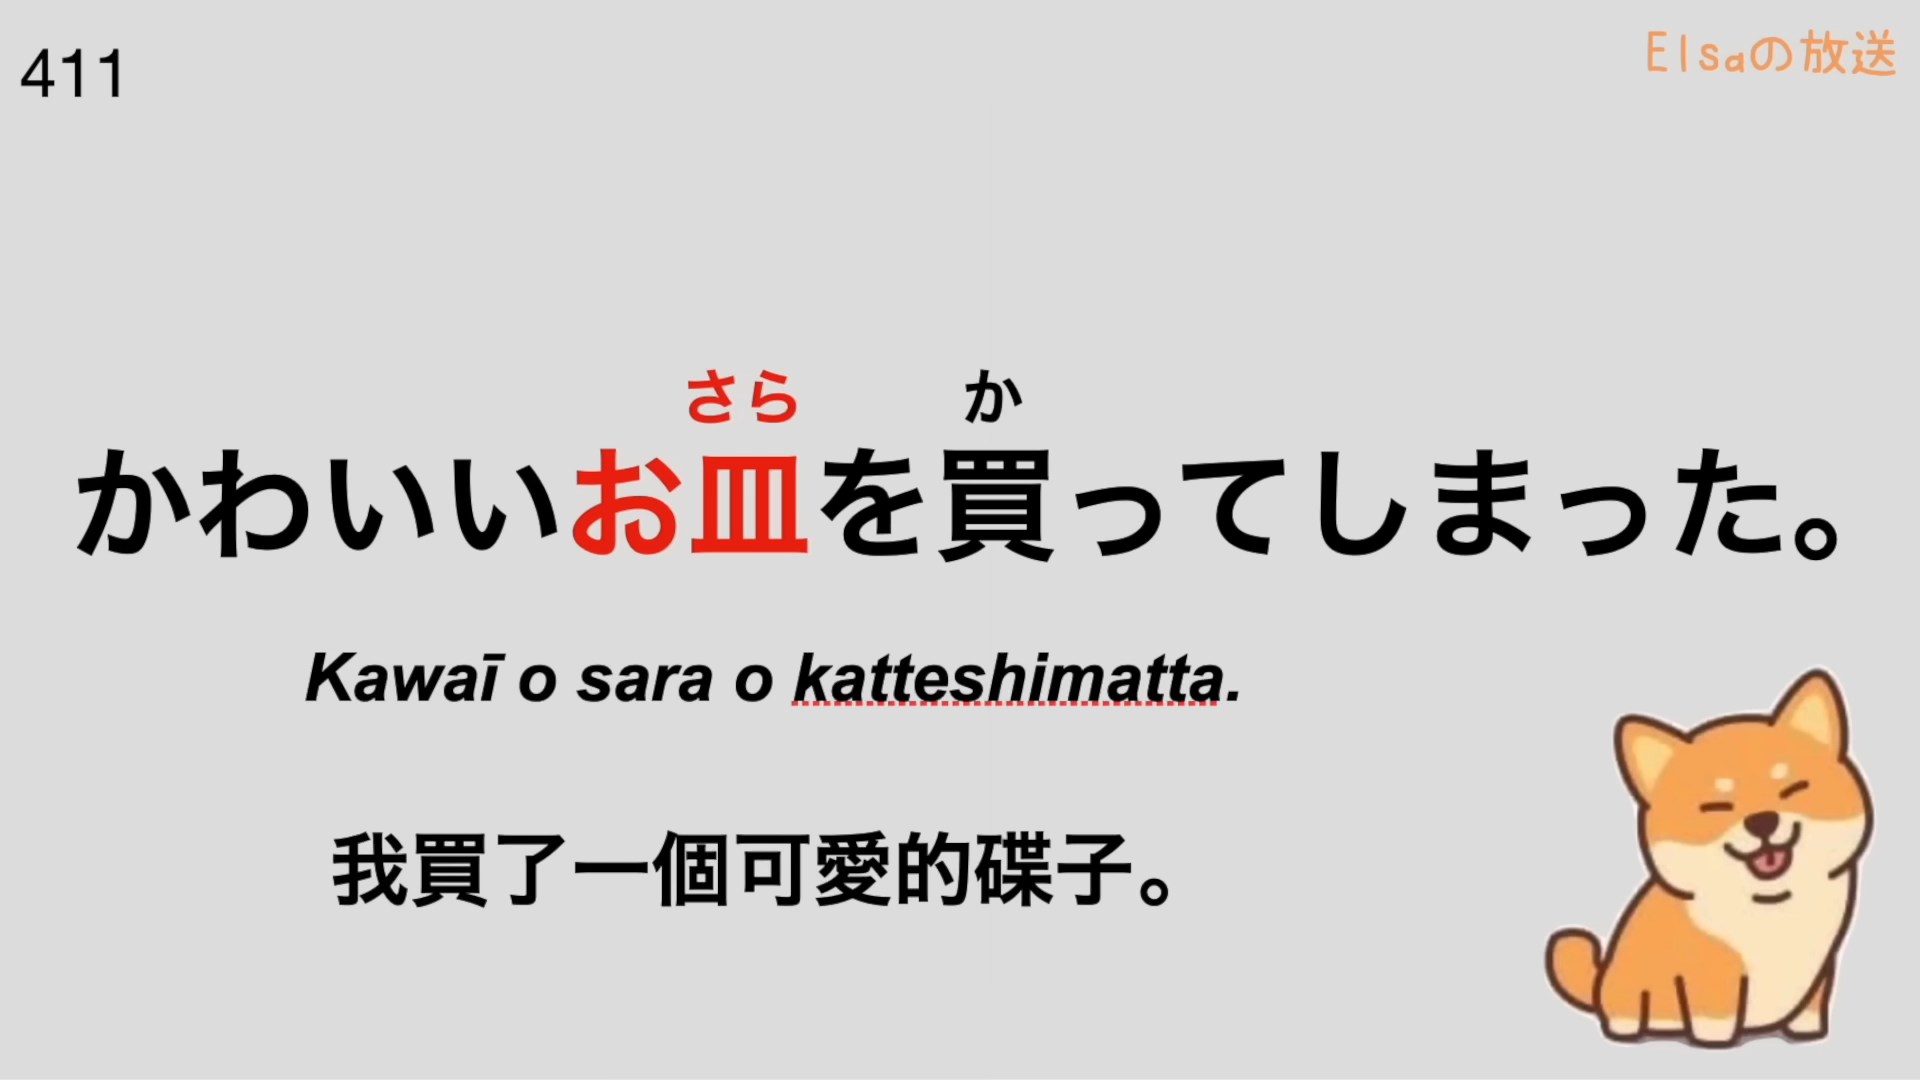 411
Elsaの放送
さら か
かわいいお皿を買ってしまった。
Kawaī o sara o katteshimatta.
我買了一個可愛的碟子。